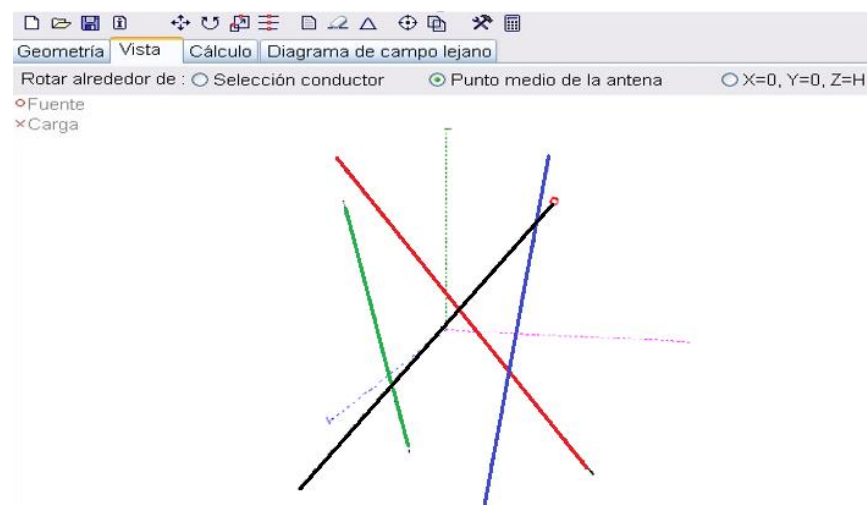 Geometría Vista Cálculo Diagrama de campo lejano
Rotar alrededor de : Selección conductor Punto medio de la antena X=0, Y=0, Z=H
Fuente
Carga